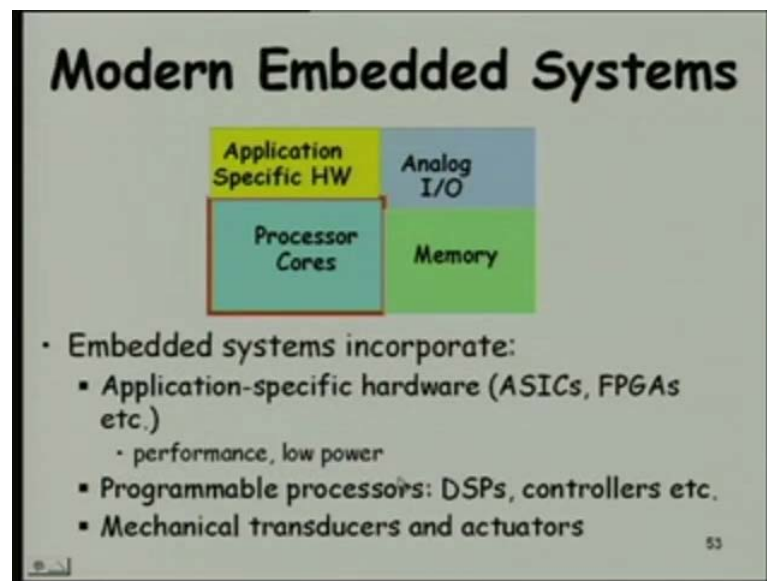 Modern Embedded Systems
Application
Specific HW
Analog
I/O
Processor
Cores
Memory
• Embedded systems incorporate:
▪ Application-specific hardware (ASICs, FPGAs
etc.)
• performance, low power
▪ Programmable processors: DSPs, controllers etc.
▪ Mechanical transducers and actuators
53